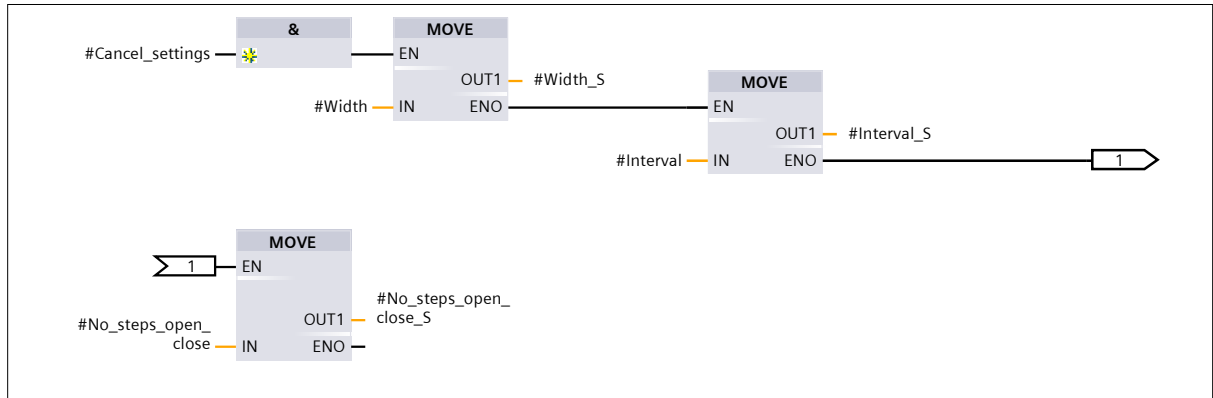 &
MOVE
#Cancel_settings
EN
OUT1
#Width_S
#Width
IN
ENO
MOVE
EN
OUT1
#Interval_S
#Interval
IN
ENO
1
MOVE
1
EN
#No_steps_open_
close_S
OUT1
#No_steps_open_
close
IN
ENO